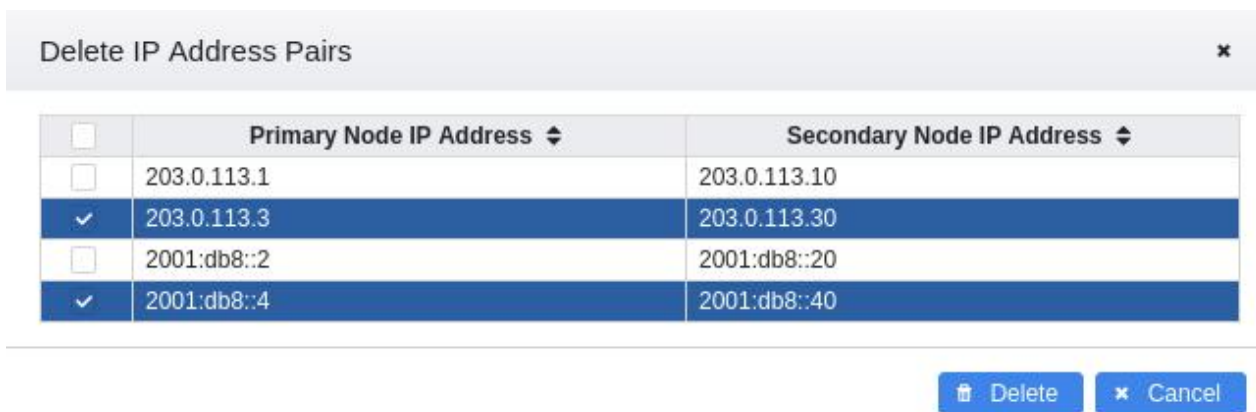 Delete IP Address Pairs
Primary Node IP Address Secondary Node IP Address
203.0.113.1 203.0.113.10
203.0.113.3 203.0.113.30
2001:db8::2 2001:db8::20
2001:db8::4 2001:db8::40
Delete Cancel